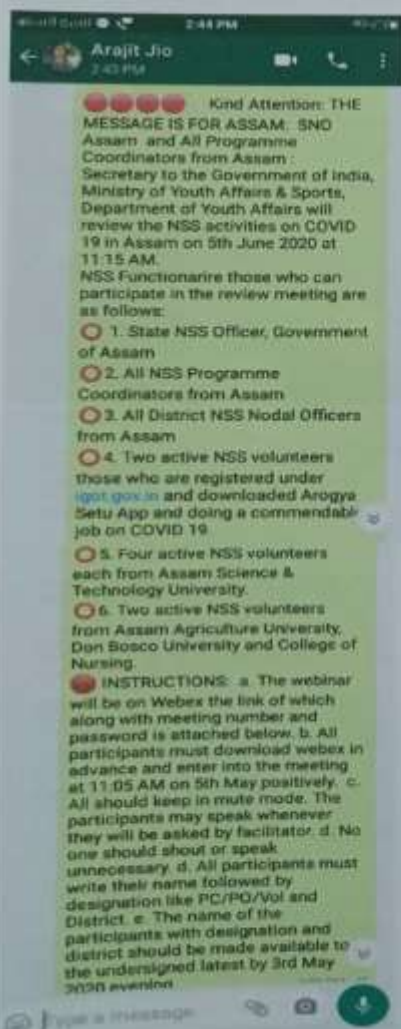 2:44 PM
Arajit Jio
2:43 PM
Kind Attention: THE
MESSAGE IS FOR ASSAM: SNO
Assam and All Programme
Coordinators from Assam :
Secretary to the Government of India,
Ministry of Youth Affairs & Sports,
Department of Youth Affairs will
review the NSS activities on COVID
19 in Assam on 5th June 2020 at
11:15 AM.
NSS Functionarire those who can
participate in the review meeting are
as follows:
1. State NSS Officer, Government
of Assam
2. All NSS Programme
Coordinators from Assam
3. All District NSS Nodal Officers
from Assam
4. Two active NSS volunteers
those who are registered under
igot.gov.in and downloaded Arogya
Setu App and doing a commendable
job on COVID 19
5. Four active NSS volunteers
each from Assam Science &
Technology University.
6. Two active NSS volunteers
from Assam Agriculture University,
Don Bosco University and College of
Nursing.
INSTRUCTIONS: a. The webinar
will be on Webex the link of which
along with meeting number and
password is attached below. b. All
participants must download webex in
advance and enter into the meeting
at 11:05 AM on 5th May positively. c.
All should keep in mute mode. The
participants may speak whenever
they will be asked by facilitator. d. No
one should shout or speak
unnecessary. d. All participants must
write their name followed by
designation like PC/PO/Vol and
District. e. The name of the
participants with designation and
district should be made available to
the undersigned latest by 3rd May
2020 evening
Type a message